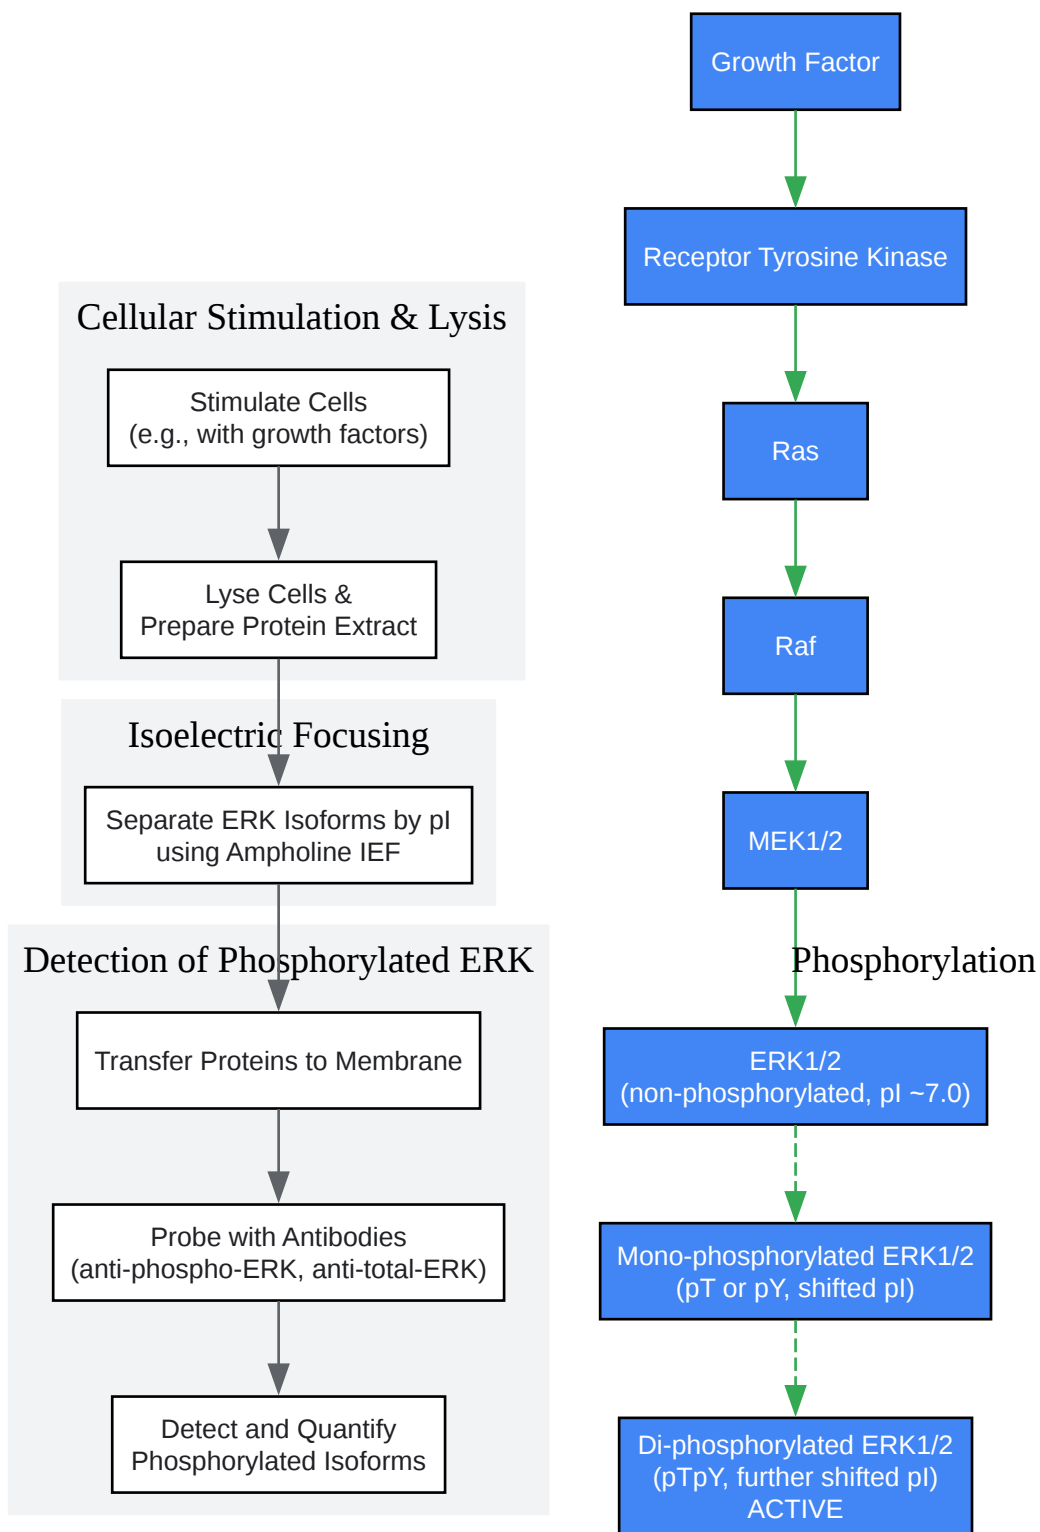 Cellular Stimulation & Lysis
Stimulate Cells
(e.g., with growth factors)
Lyse Cells &
Prepare Protein Extract
Isoelectric Focusing
Separate ERK Isoforms by pI
using Ampholine IEF
Detection of Phosphorylated ERK
Transfer Proteins to Membrane
Probe with Antibodies
(anti-phospho-ERK, anti-total-ERK)
Detect and Quantify
Phosphorylated Isoforms
Growth Factor
Receptor Tyrosine Kinase
Ras
Raf
MEK1/2
Phosphorylation
ERK1/2
(non-phosphorylated, pI ~7.0)
Mono-phosphorylated ERK1/2
(pT or pY, shifted pI)
Di-phosphorylated ERK1/2
(pTpY, further shifted pI)
ACTIVE